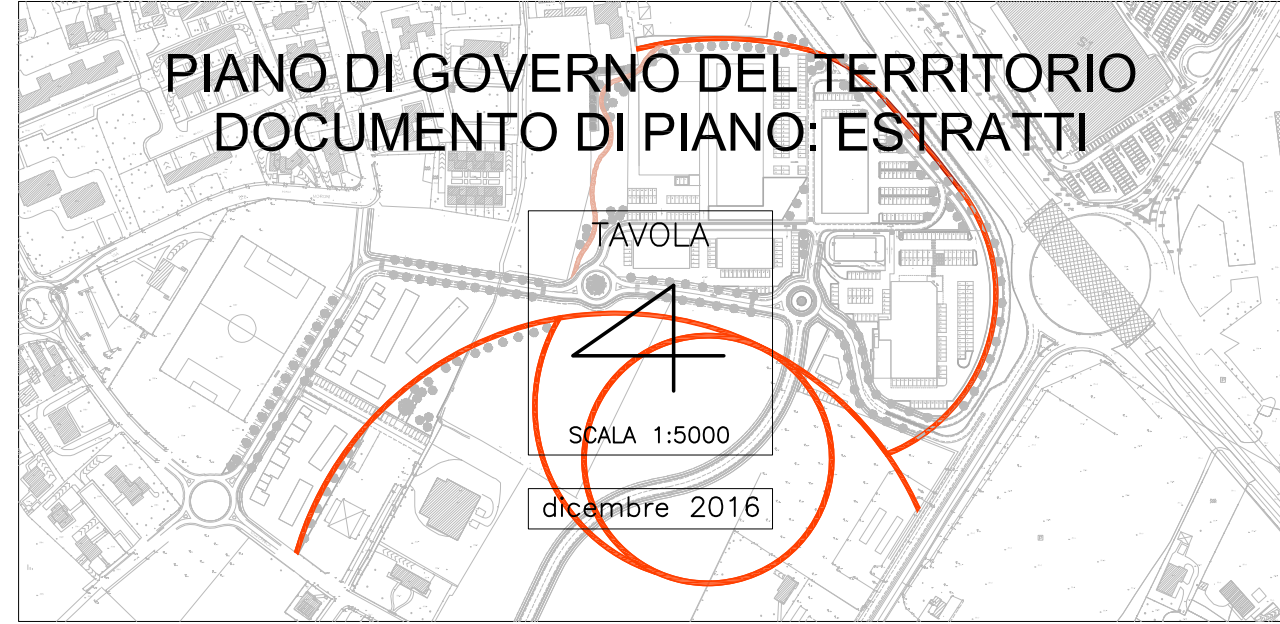 PIANO DI GOVERNO DEL TERRITORIO
DOCUMENTO DI PIANO: ESTRATTI
TAVOLA
4
SCALA 1:5000
dicembre 2016